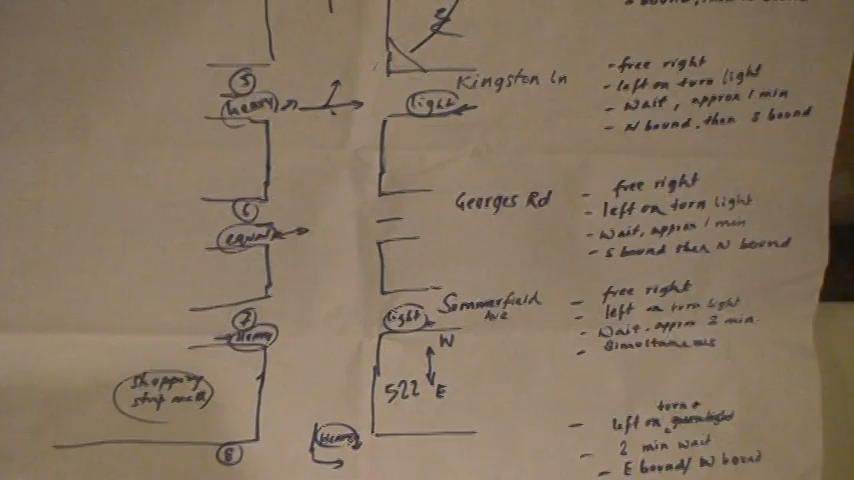 5
Kingston ln
- free right
- left on turn light
- Wait, approx 1 min
- N bound, then S bound
heavy
light
6
Georges Rd
- free right
- left on turn light
- Wait, approx 1 min
- S bound then N bound
equal
7
light
Sommerfield
Ave
- free right
- left on turn light
- Wait, approx 2 min.
- Simultaneous
Heavy
W
522
E
Shopping
strip mall
8
Heavy
turn
- left on
- 2 min wait
- E bound / W bound